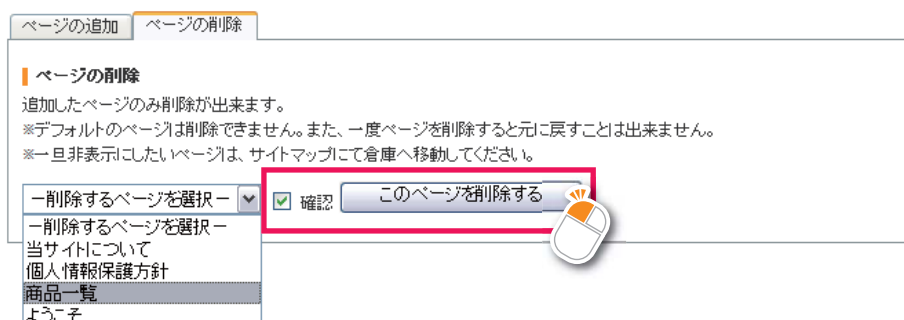 ページの追加 ページの削除
ページの削除
追加したページのみ削除が出来ます。
※デフォルトのページは削除できません。また、一度ページを削除すると元に戻すことは出来ません。
※一旦非表示にしたいページは、サイトマップにて倉庫へ移動してください。
ー削除するページを選択ー 確認 このページを削除する
ー削除するページを選択ー
当サイトについて
個人情報保護方針
商品一覧
ようこそ